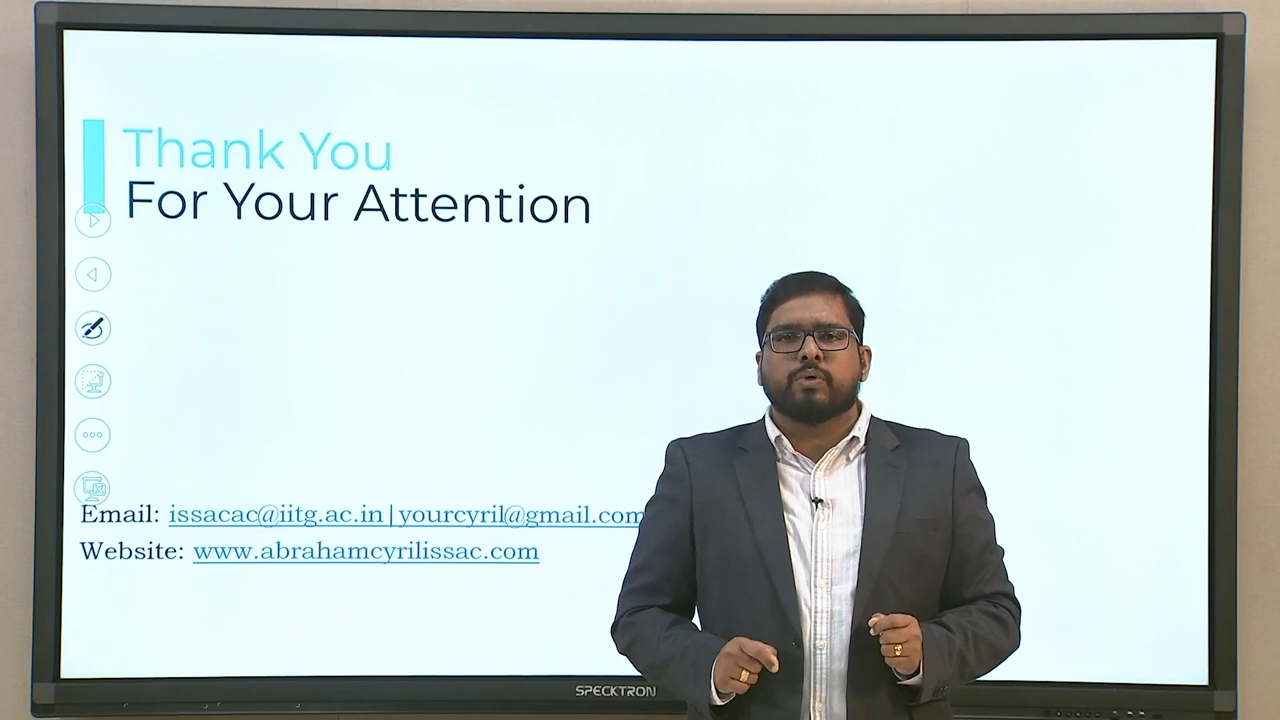 Thank You
For Your Attention
Email: issacac@iitg.ac.in|yourcyril@gmail.com
Website: www.abrahamcyrilissac.com
SPECKTRON